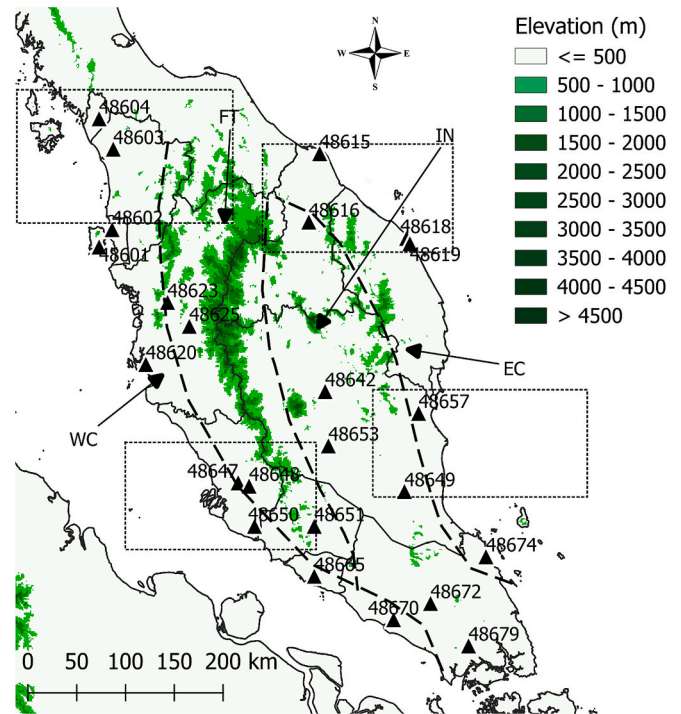 N
W E
S
Elevation (m)
<= 500
500 - 1000
1000 - 1500
1500 - 2000
2000 - 2500
2500 - 3000
3000 - 3500
3500 - 4000
4000 - 4500
> 4500
48604
FT
48603
IN
48615
48616
48602
48618
48601
48619
48623
48625
48620
EC
48642
48657
WC
48653
48647
48648
48649
48650
48651
48674
48665
48672
48670
48679
0 50 100 150 200 km